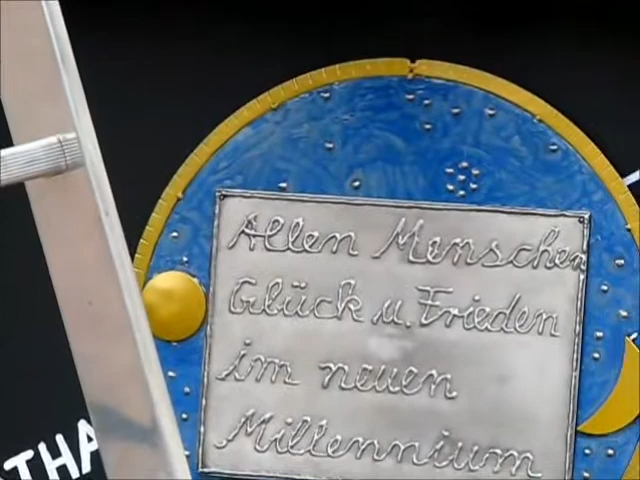 Allen Menschen
Glück u. Frieden
im neuen
Millennium
THA